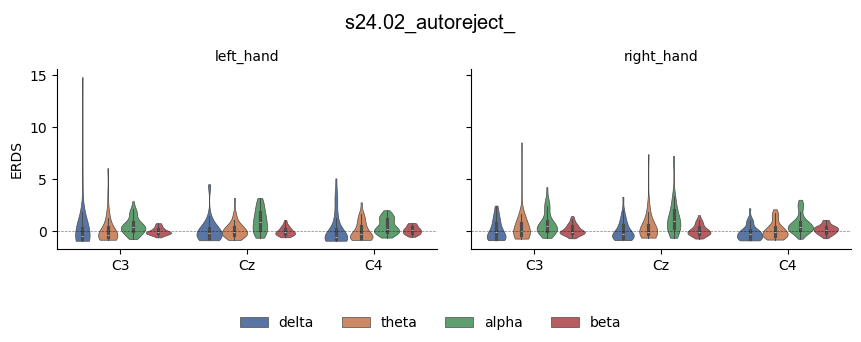 s24.02_autoreject_
left_hand
right_hand
ERDS
15
10
5
0
C3
Cz
C4
C3
Cz
C4
delta
theta
alpha
beta